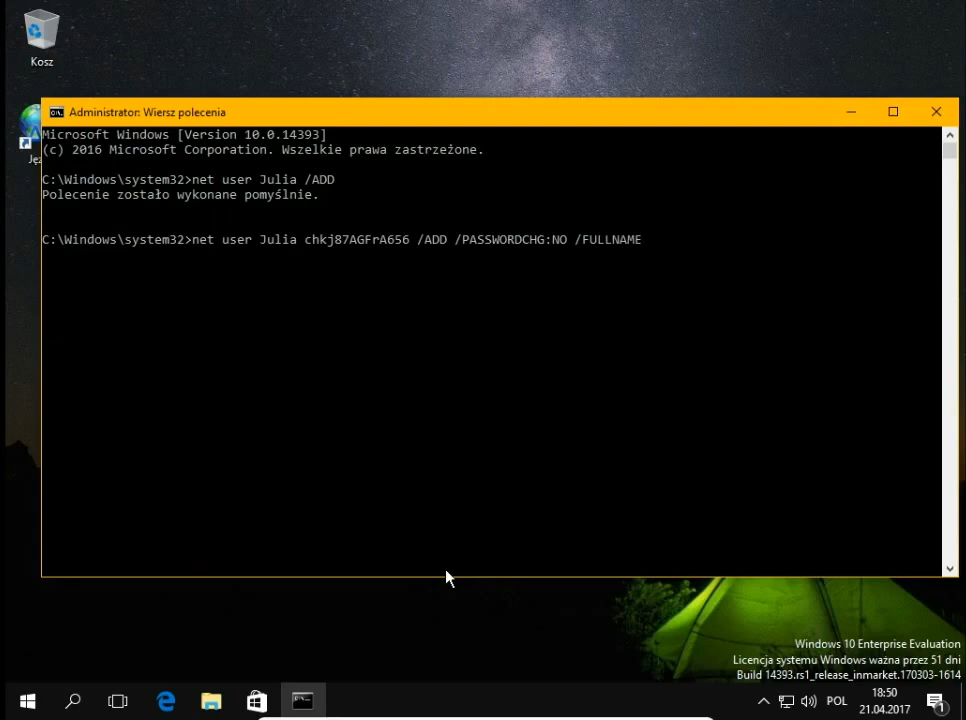 Kosz
Administrator: Wiersz polecenia
Microsoft Windows [Version 10.0.14393]
(c) 2016 Microsoft Corporation. Wszelkie prawa zastrzeżone.
C:\Windows\system32>net user Julia /ADD
Polecenie zostało wykonane pomyślnie.
C:\Windows\system32>net user Julia chkj87AGFrA656 /ADD /PASSWORDCHG:NO /FULLNAME
Windows 10 Enterprise Evaluation
Licencja systemu Windows ważna przez 51 dni
Build 14393.rs1_release_inmarket.170303-1614
POL
18:50
21.04.2017
1